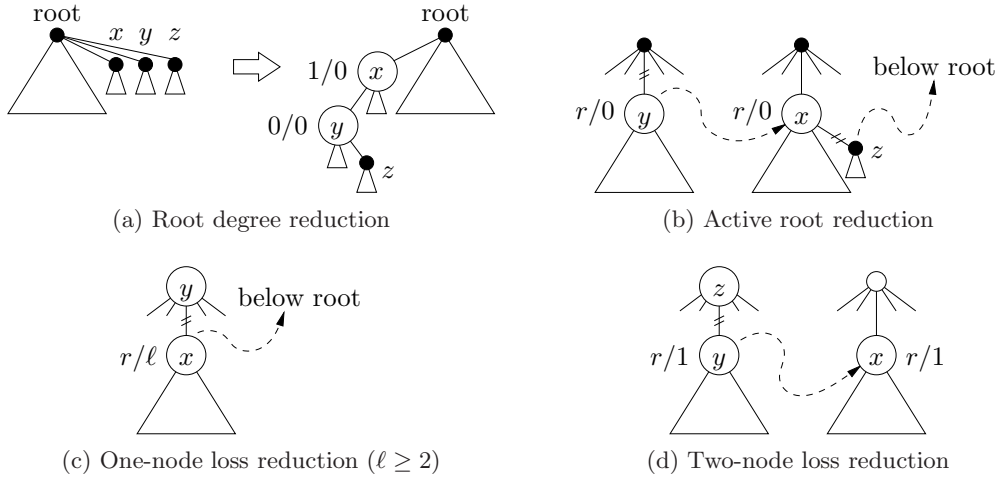 root
x y z
root
1/0 x
0/0 y
z
(a) Root degree reduction
below root
r/0 y
r/0 x
z
(b) Active root reduction
y
below root
r/ℓ x
(c) One-node loss reduction (ℓ ≥ 2)
z
r/1 y
x r/1
(d) Two-node loss reduction